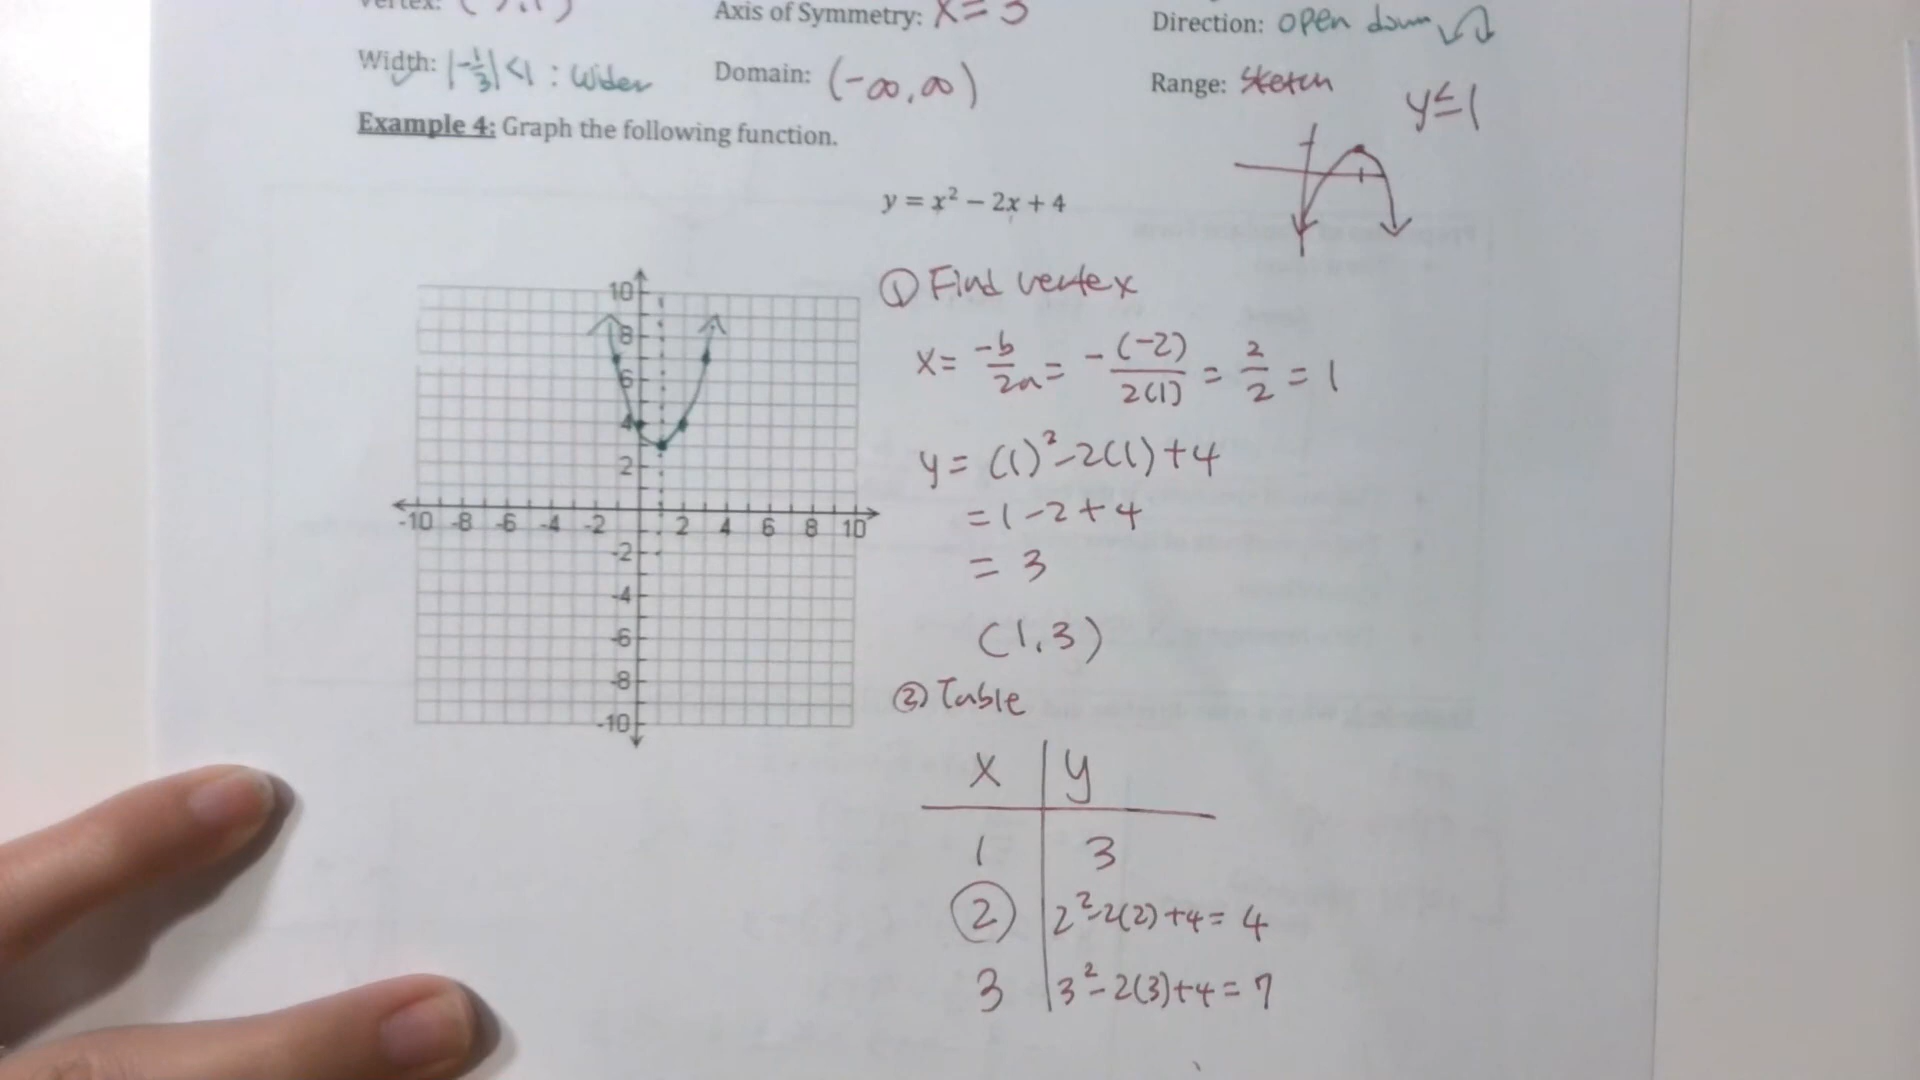 Axis of Symmetry: x = 3
Direction: open down
Width: |-1/3| < 1 : wider
Domain: (-∞, ∞)
Range: Sketch y ≤ 1
Example 4: Graph the following function.
y = x² − 2x + 4
① Find vertex
x = -b/2a = -(-2)/2(1) = 2/2 = 1
y = (1)² - 2(1) + 4
= 1 - 2 + 4
= 3
(1, 3)
② Table
x | y
1 | 3
2 | 2² - 2(2) + 4 = 4
3 | 3² - 2(3) + 4 = 7
10
8
6
4
2
-10 -8 -6 -4 -2 2 4 6 8 10
-2
-4
-6
-8
-10